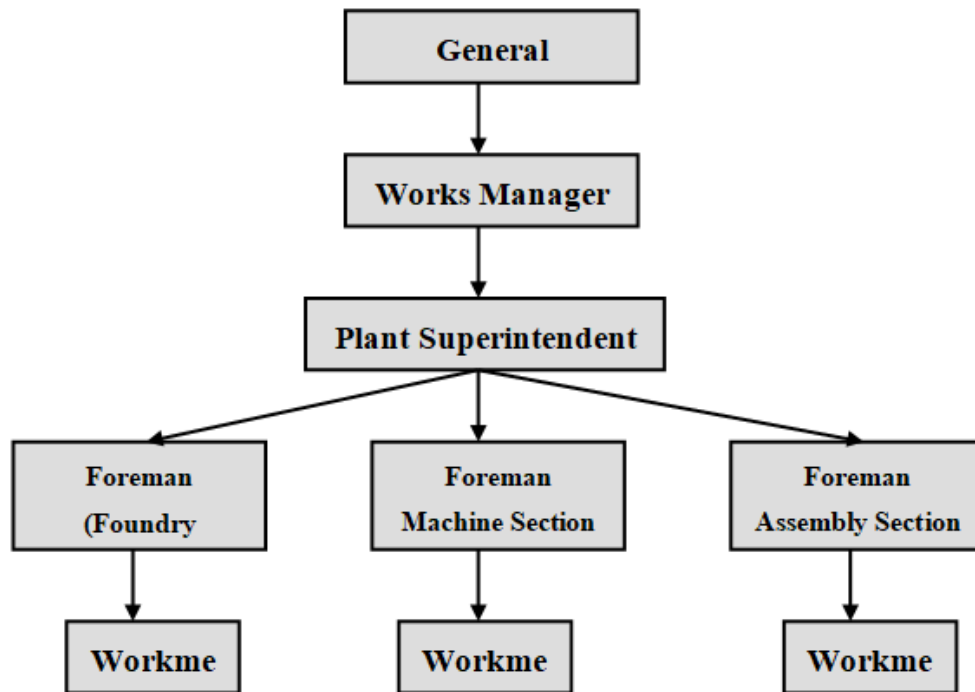 General
Works Manager
Plant Superintendent
Foreman
(Foundry
Foreman
Machine Section
Foreman
Assembly Section
Workme
Workme
Workme